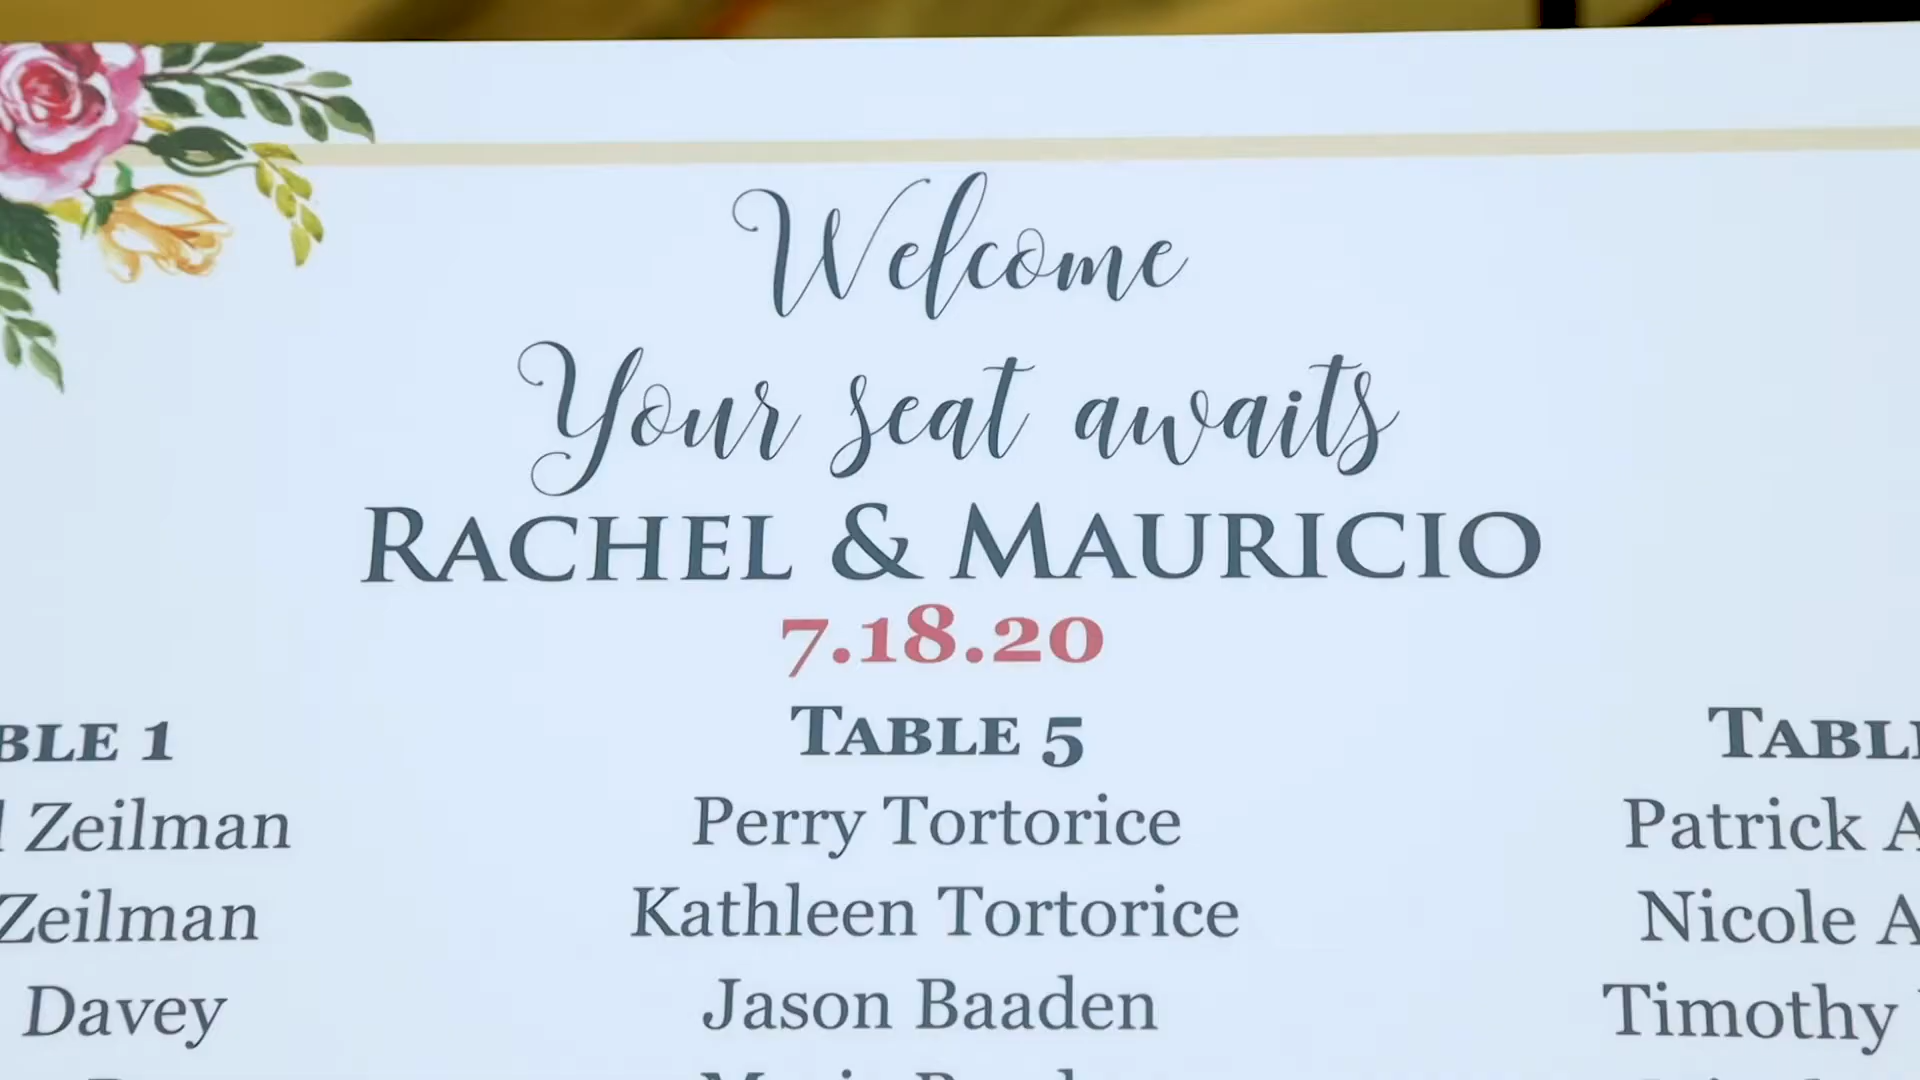 Welcome
Your seat awaits
RACHEL & MAURICIO
7.18.20
TABLE 5
Perry Tortorice
Kathleen Tortorice
Jason Baaden
1
Zeilman
Zeilman
Davey
Patrick
Nicole
Timothy